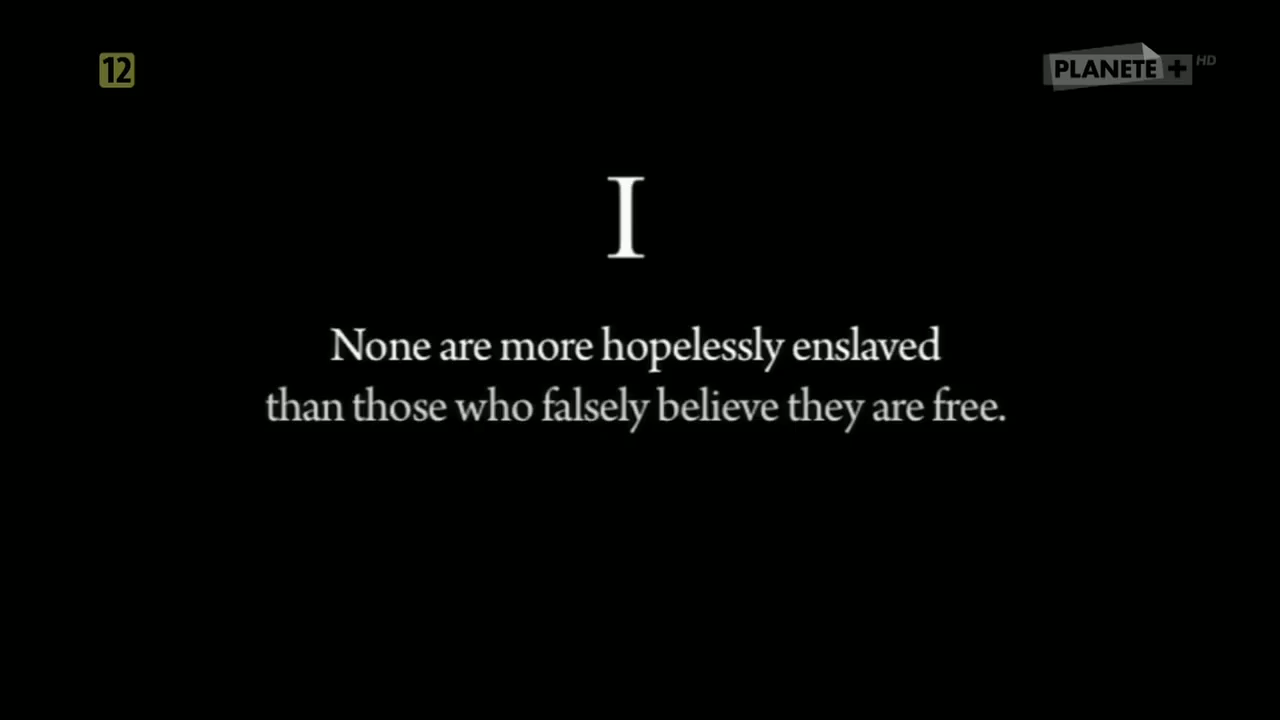 12
PLANETE + HD
I
None are more hopelessly enslaved
than those who falsely believe they are free.